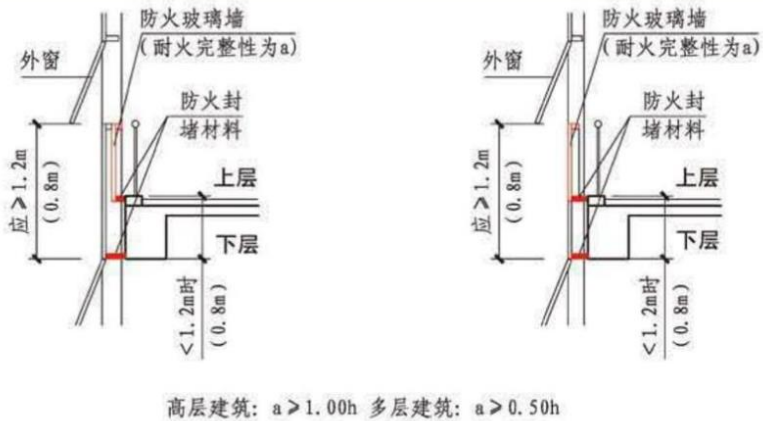 防火玻璃墙
(耐火完整性为a)
外窗
防火封
堵材料
应≥1.2m
(0.8m)
上层
下层
<1.2m时
(0.8m)
防火玻璃墙
(耐火完整性为a)
外窗
防火封
堵材料
应≥1.2m
(0.8m)
上层
下层
<1.2m时
(0.8m)
高层建筑: a≥1.00h 多层建筑: a≥0.50h